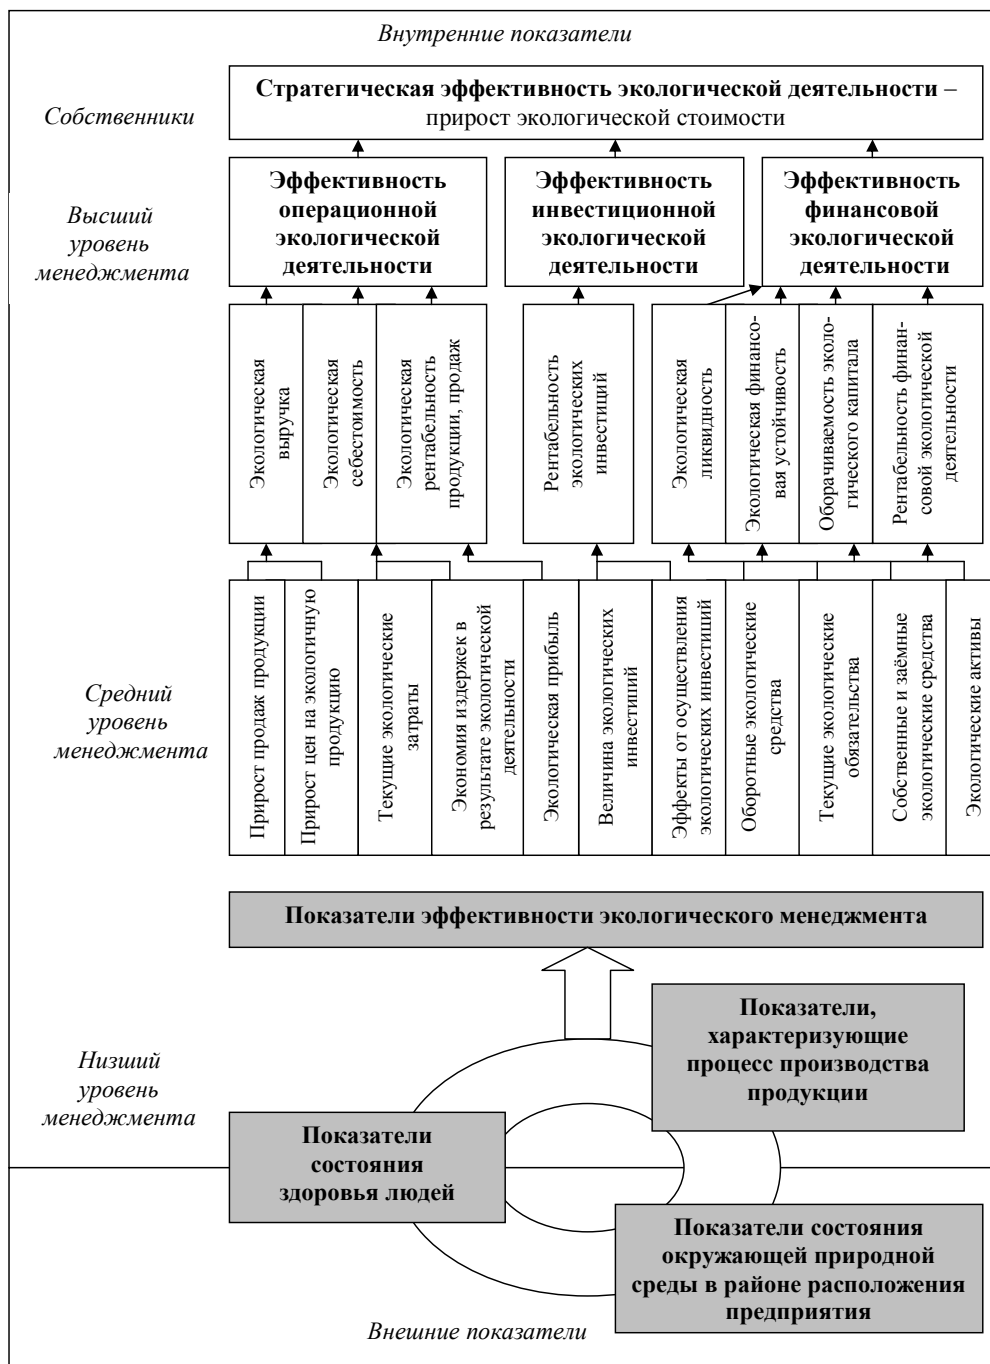 Внутренние показатели
Собственники
Стратегическая эффективность экологической деятельности –
прирост экологической стоимости
Высший
уровень
менеджмента
Эффективность
операционной
экологической
деятельности
Эффективность
инвестиционной
экологической
деятельности
Эффективность
финансовой
экологической
деятельности
Экологическая
выручка
Экологическая
себестоимость
Экологическая
рентабельность
продукции, продаж
Рентабельность
экологических
инвестиций
Экологическая
ликвидность
Экологическая финансо-
вая устойчивость
Оборачиваемость эколо-
гического капитала
Рентабельность финан-
совой экологической
деятельности
Средний
уровень
менеджмента
Прирост продаж продукции
Прирост цен на экологичную
продукцию
Текущие экологические
затраты
Экономия издержек в
результате экологической
деятельности
Экологическая прибыль
Величина экологических
инвестиций
Эффекты от осуществления
экологических инвестиций
Оборотные экологические
средства
Текущие экологические
обязательства
Собственные и заёмные
экологические средства
Экологические активы
Показатели эффективности экологического менеджмента
Низший
уровень
менеджмента
Показатели,
характеризующие
процесс производства
продукции
Показатели
состояния
здоровья людей
Показатели состояния
окружающей природной
среды в районе расположения
предприятия
Внешние показатели